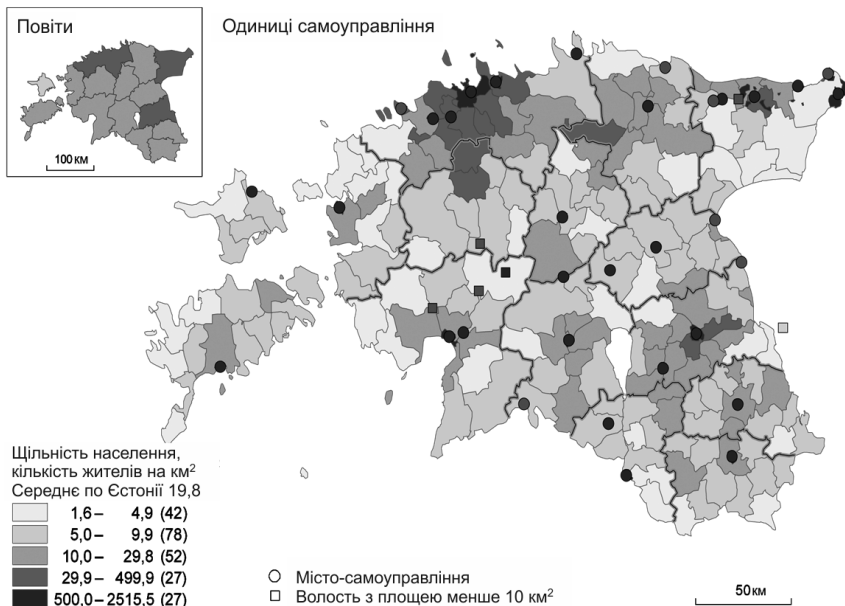 Повіти
Одиниці самоуправління
100 км
Щільність населення,
кількість жителів на км²
Середнє по Єстонії 19,8
1,6 – 4,9 (42)
5,0 – 9,9 (78)
10,0 – 29,8 (52)
29,9 – 499,9 (27)
500,0 – 2515,5 (27)
Місто-самоуправління
Волость з площею менше 10 км²
50 км